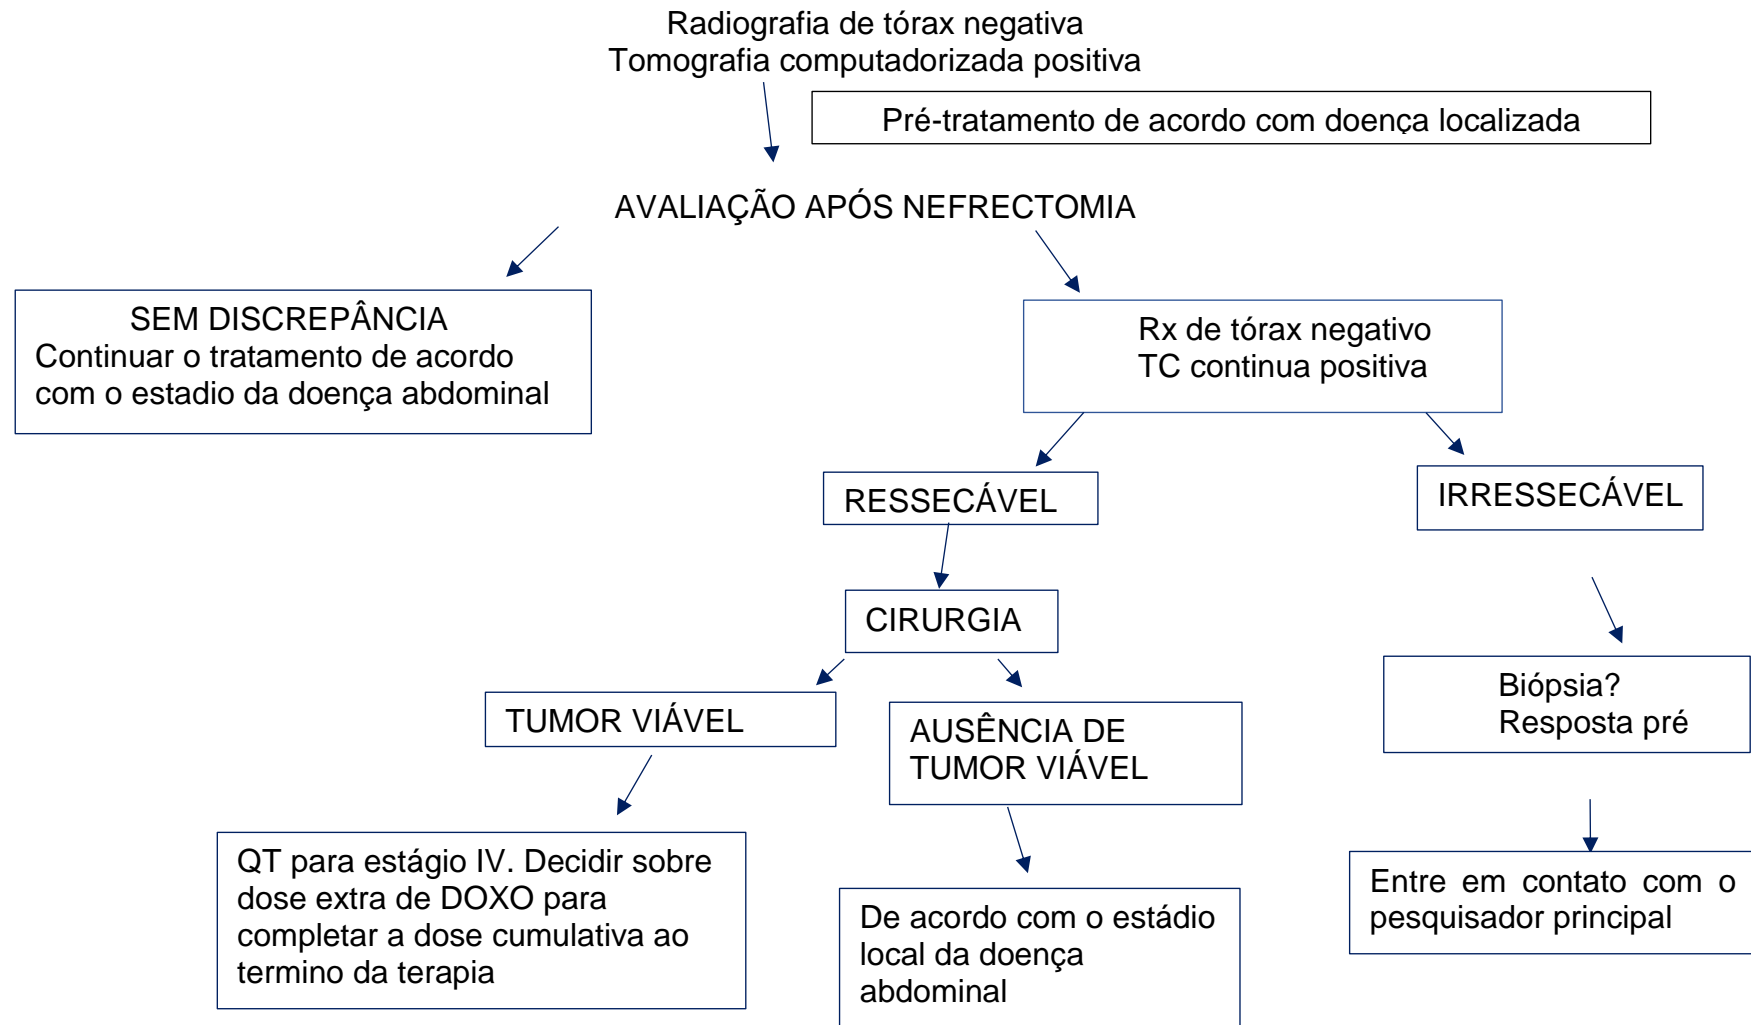 Radiografia de tórax negativa
Tomografia computadorizada positiva
Pré-tratamento de acordo com doença localizada
AVALIAÇÃO APÓS NEFRECTOMIA
SEM DISCREPÂNCIA
Continuar o tratamento de acordo
com o estadio da doença abdominal
Rx de tórax negativo
TC continua positiva
RESSECÁVEL
IRRESSECÁVEL
CIRURGIA
TUMOR VIÁVEL
AUSÊNCIA DE
TUMOR VIÁVEL
Biópsia?
Resposta pré
QT para estágio IV. Decidir sobre
dose extra de DOXO para
completar a dose cumulativa ao
termino da terapia
De acordo com o estádio
local da doença
abdominal
Entre em contato com o
pesquisador principal